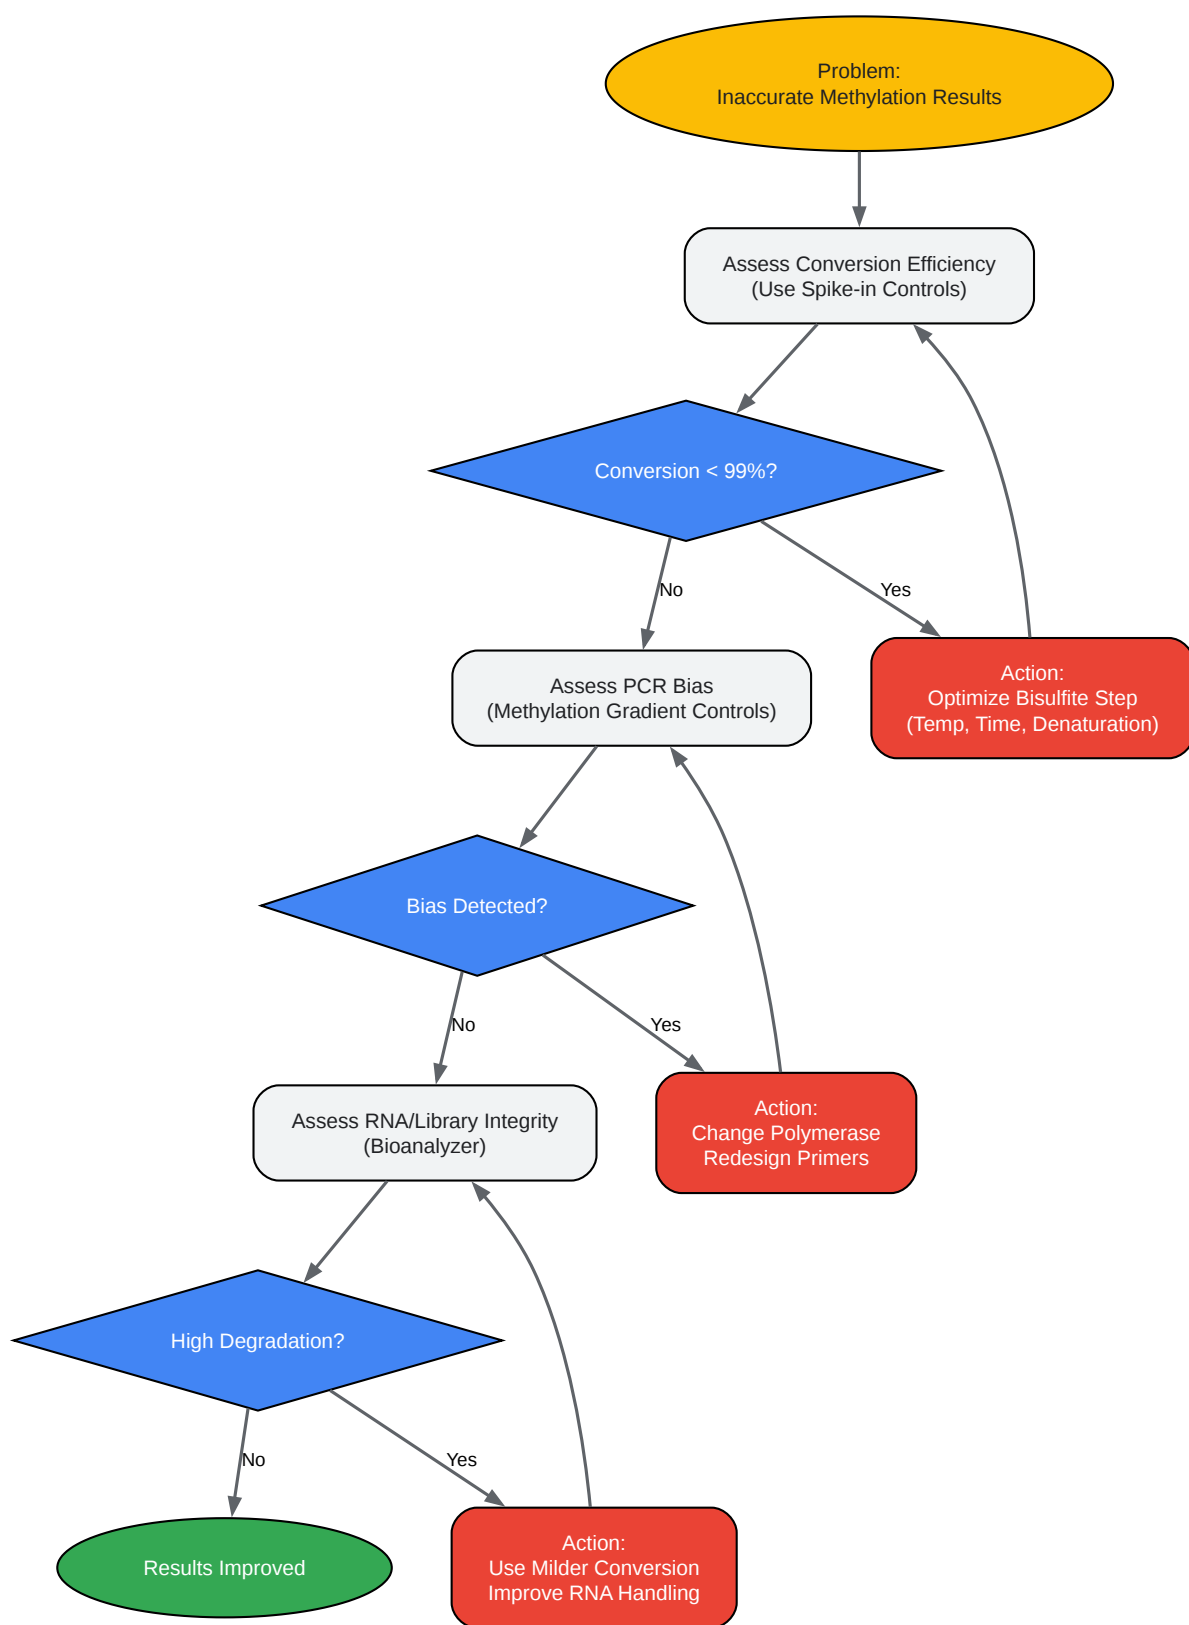 Problem:
Inaccurate Methylation Results
Assess Conversion Efficiency
(Use Spike-in Controls)
Conversion < 99%?
No
Yes
Action:
Optimize Bisulfite Step
(Temp, Time, Denaturation)
Assess PCR Bias
(Methylation Gradient Controls)
Bias Detected?
No
Yes
Action:
Change Polymerase
Redesign Primers
Assess RNA/Library Integrity
(Bioanalyzer)
High Degradation?
No
Yes
Action:
Use Milder Conversion
Improve RNA Handling
Results Improved